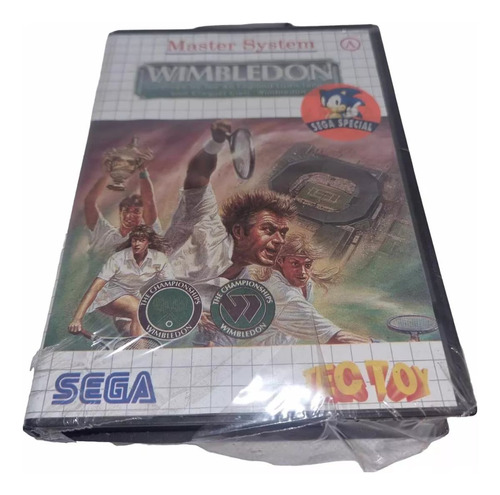 Master System
WIMBLEDON
SEGA SPECIAL
THE CHAMPIONSHIPS
WIMBLEDON
THE CHAMPIONSHIPS
WIMBLEDON
SEGA
TEC TOY